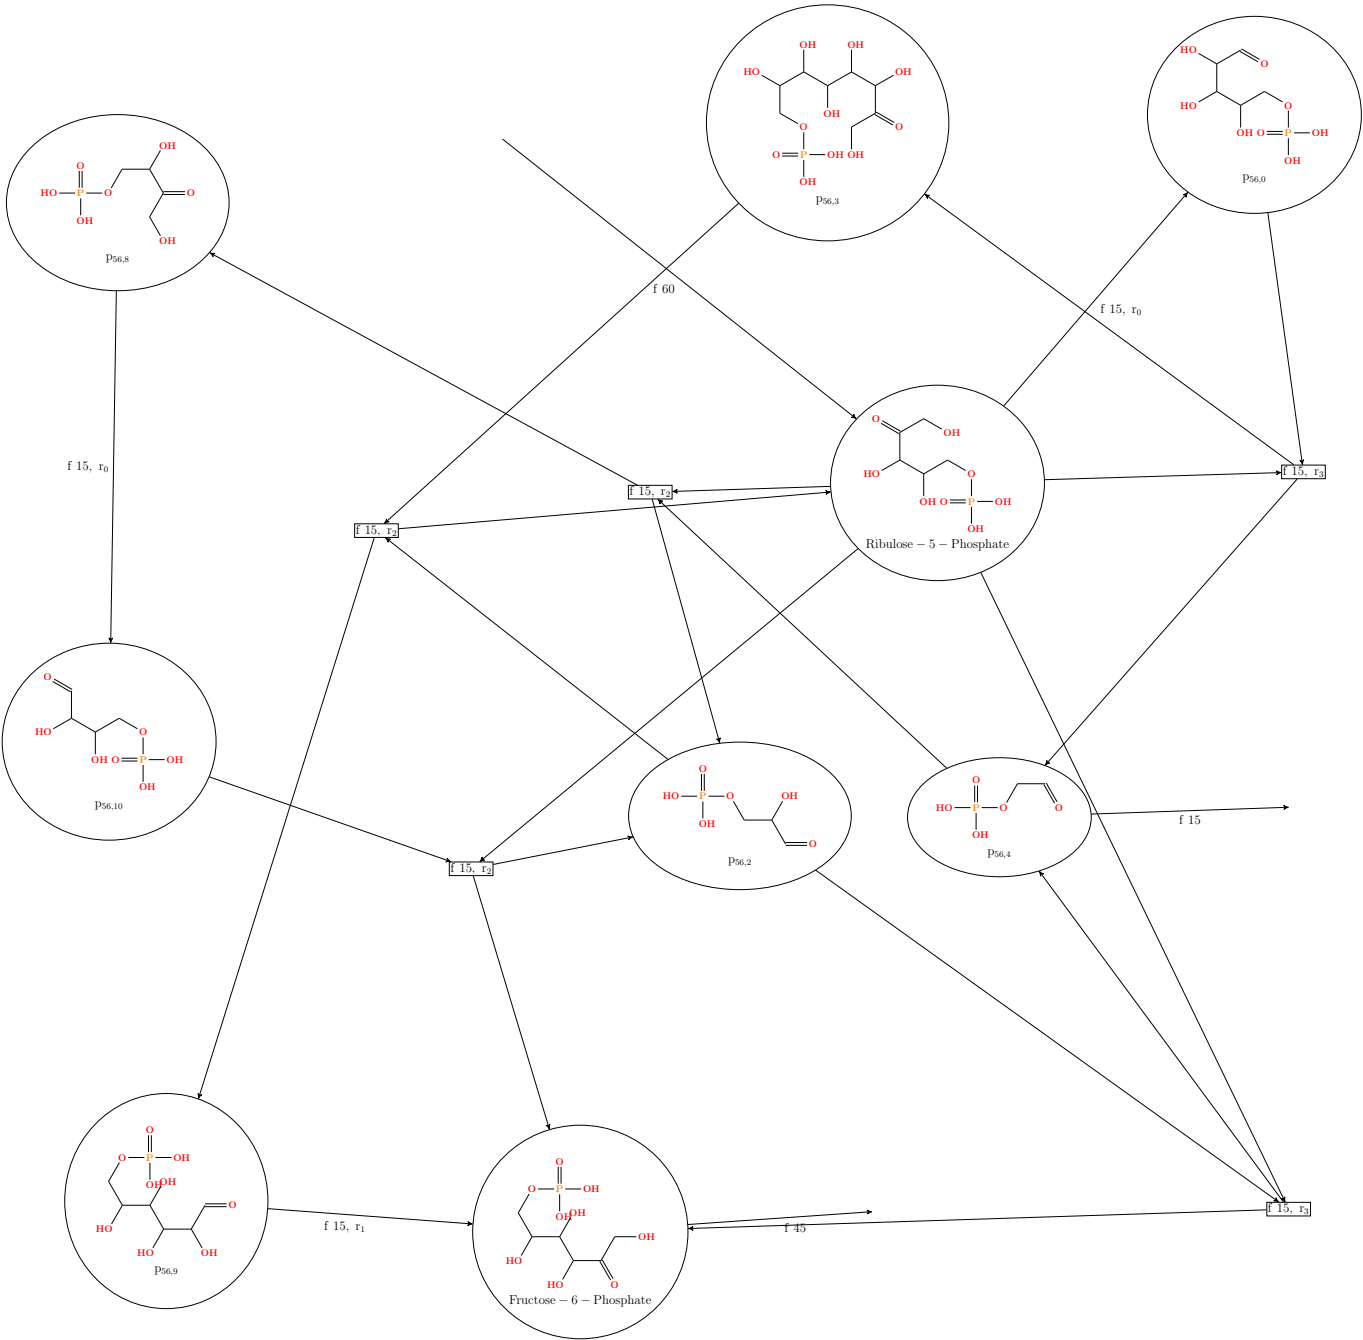 OH OH
HO OH
OH
O O
O P OH OH
OH
p56,3
HO O
HO O
OH O P OH
OH
p56,0
OH
O
HO P O O
OH
OH
p56,8
f 60
f 15, r0
O
OH
HO O
OH O P OH
OH
Ribulose − 5 − Phosphate
f 15, r0
f 15, r3
f 15, r2
f 15, r2
O
HO O
OH O P OH
OH
p56,10
O
HO P O OH
OH
O
p56,2
O
HO P O O
OH
p56,4
f 15
f 15, r2
O
O P OH
OH OH
O
HO
HO OH
p56,9
f 15, r1
O
O P OH
OH OH
OH
HO
HO O
Fructose − 6 − Phosphate
f 45
f 15, r3